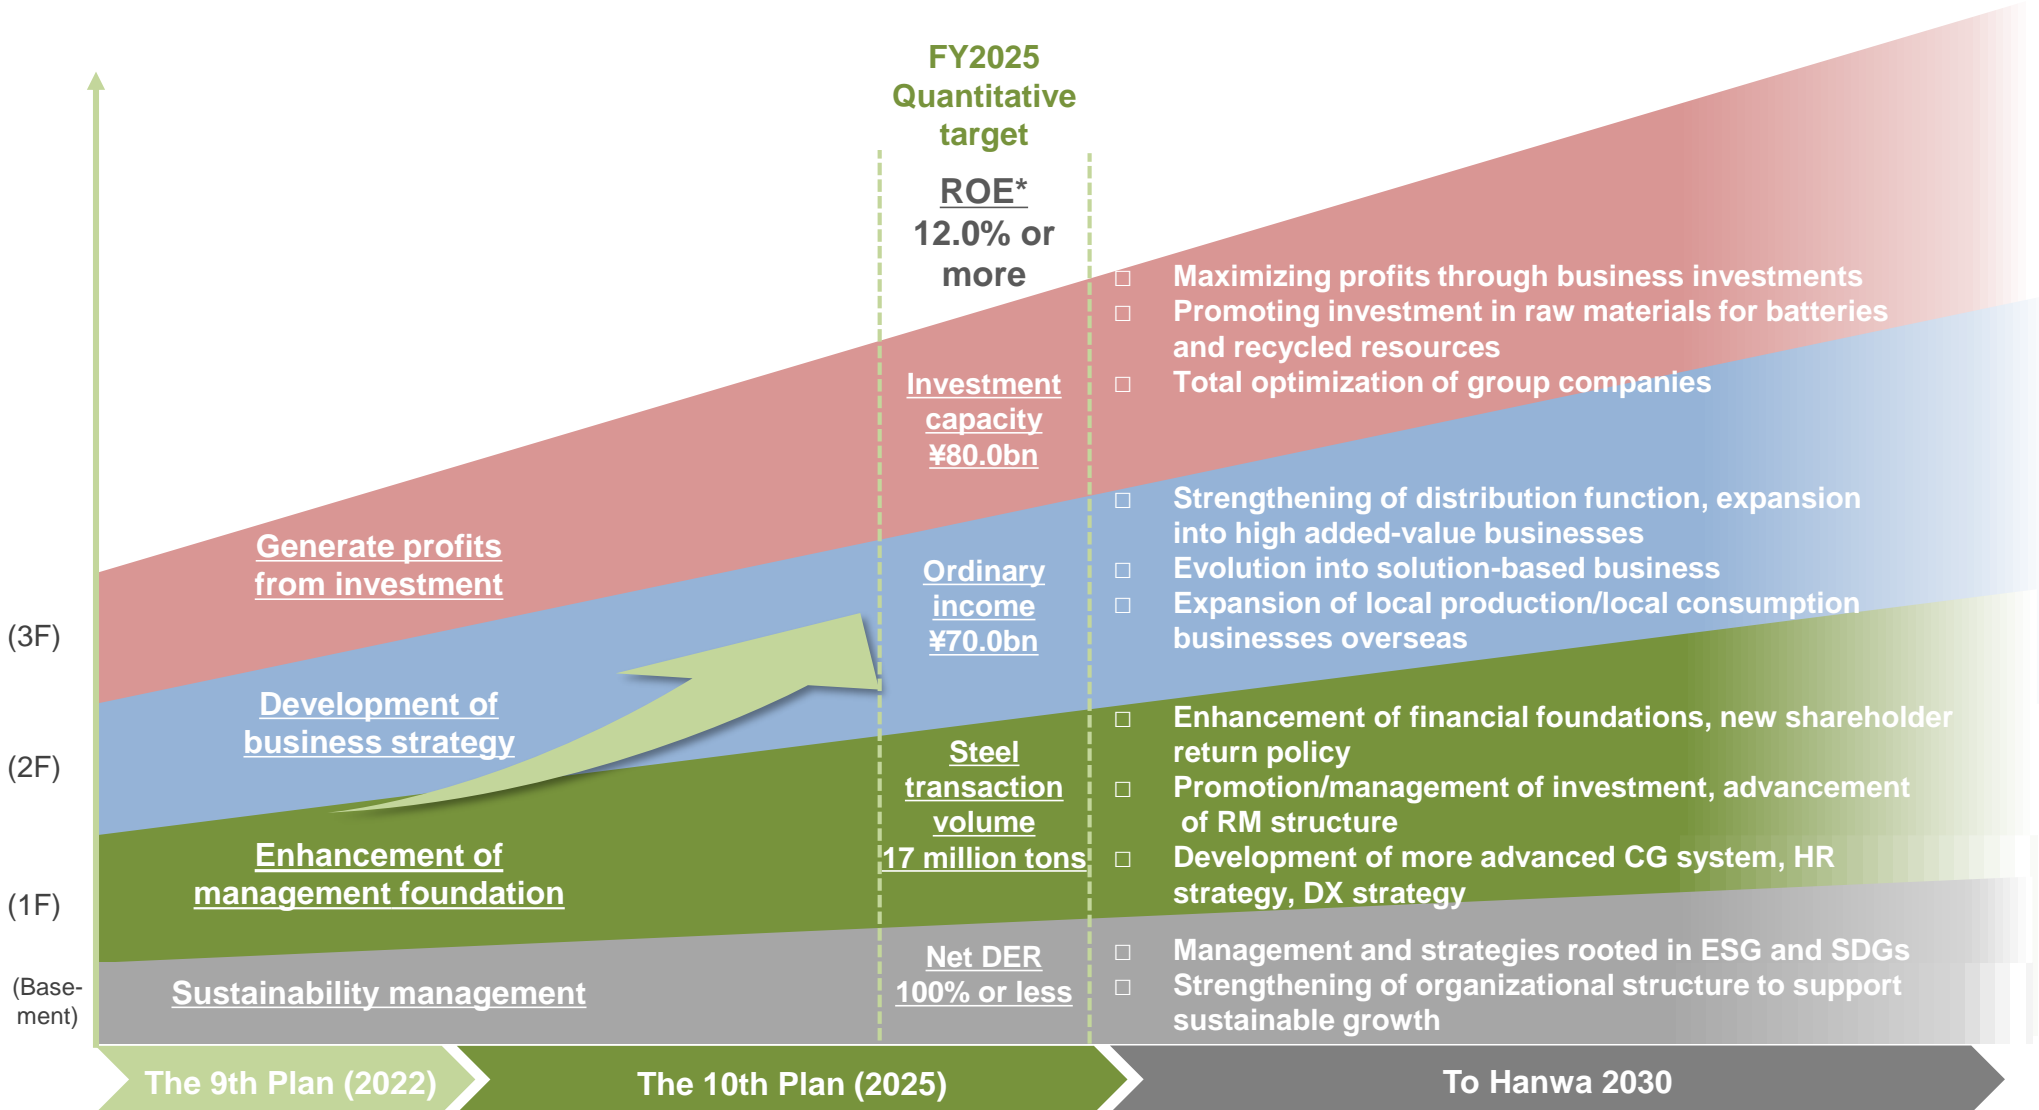 FY2025
Quantitative
target
ROE*
12.0% or
more
Investment
capacity
¥80.0bn
Ordinary
income
¥70.0bn
Steel
transaction
volume
17 million tons
Net DER
100% or less
(3F)
(2F)
(1F)
(Base-
ment)
Generate profits
from investment
Development of
business strategy
Enhancement of
management foundation
Sustainability management
□ Maximizing profits through business investments
□ Promoting investment in raw materials for batteries
and recycled resources
□ Total optimization of group companies
□ Strengthening of distribution function, expansion
into high added-value businesses
□ Evolution into solution-based business
□ Expansion of local production/local consumption
businesses overseas
□ Enhancement of financial foundations, new shareholder
return policy
□ Promotion/management of investment, advancement
of RM structure
□ Development of more advanced CG system, HR
strategy, DX strategy
□ Management and strategies rooted in ESG and SDGs
□ Strengthening of organizational structure to support
sustainable growth
The 9th Plan (2022)
The 10th Plan (2025)
To Hanwa 2030